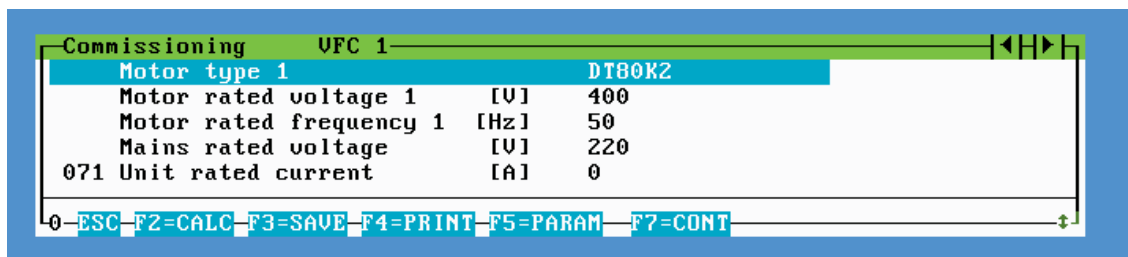 Commissioning VFC 1
Motor type 1 DT80K2
Motor rated voltage 1 [V] 400
Motor rated frequency 1 [Hz] 50
Mains rated voltage [V] 220
071 Unit rated current [A] 0
0 ESC F2=CALC F3=SAVE F4=PRINT F5=PARAM F7=CONT